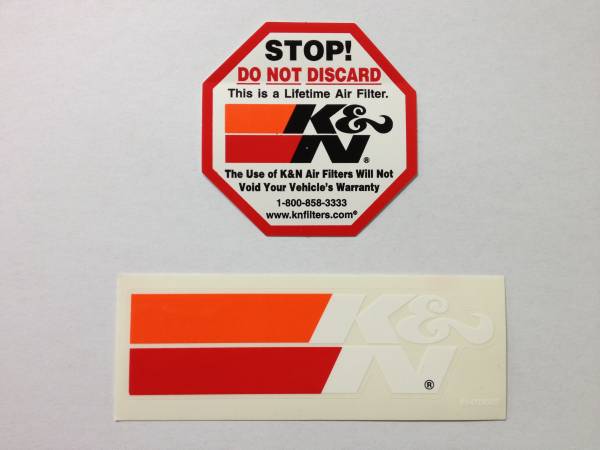 STOP!
DO NOT DISCARD
This is a Lifetime Air Filter.
K&
N®
The Use of K&N Air Filters Will Not
Void Your Vehicle's Warranty
1-800-858-3333
www.knfilters.com®
K&
N®